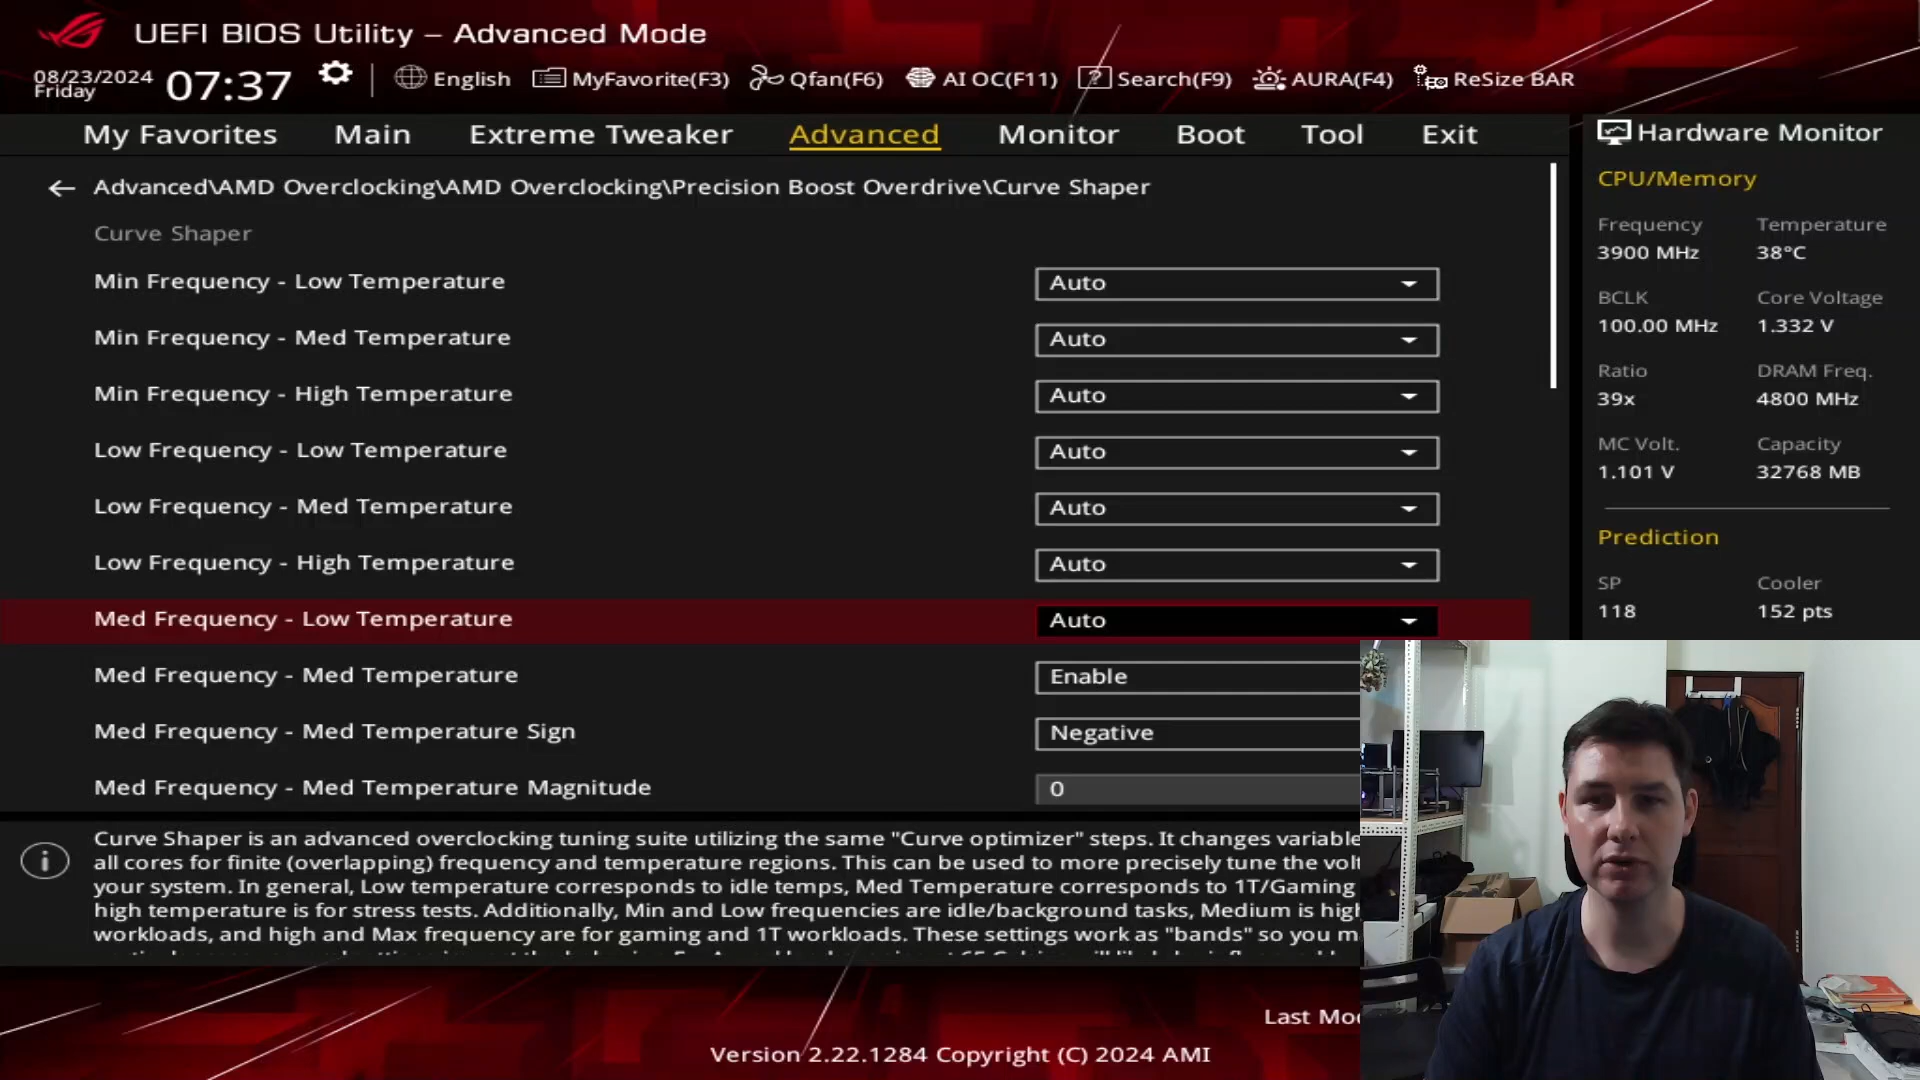 UEFI BIOS Utility – Advanced Mode
08/23/2024
Friday
07:37
English
MyFavorite(F3)
Qfan(F6)
AI OC(F11)
Search(F9)
AURA(F4)
ReSize BAR
My Favorites
Main
Extreme Tweaker
Advanced
Monitor
Boot
Tool
Exit
Advanced\AMD Overclocking\AMD Overclocking\Precision Boost Overdrive\Curve Shaper
Curve Shaper
Min Frequency - Low Temperature
Auto
Min Frequency - Med Temperature
Auto
Min Frequency - High Temperature
Auto
Low Frequency - Low Temperature
Auto
Low Frequency - Med Temperature
Auto
Low Frequency - High Temperature
Auto
Med Frequency - Low Temperature
Auto
Med Frequency - Med Temperature
Enable
Med Frequency - Med Temperature Sign
Negative
Med Frequency - Med Temperature Magnitude
0
Curve Shaper is an advanced overclocking tuning suite utilizing the same "Curve optimizer" steps. It changes variable
all cores for finite (overlapping) frequency and temperature regions. This can be used to more precisely tune the
your system. In general, Low temperature corresponds to idle temps, Med Temperature corresponds to 1T/Gaming
high temperature is for stress tests. Additionally, Min and Low frequencies are idle/background tasks, Medium is
workloads, and high and Max frequency are for gaming and 1T workloads. These settings work as "bands" so you
Hardware Monitor
CPU/Memory
Frequency
Temperature
3900 MHz
38°C
BCLK
Core Voltage
100.00 MHz
1.332 V
Ratio
DRAM Freq.
39x
4800 MHz
MC Volt.
Capacity
1.101 V
32768 MB
Prediction
SP
Cooler
118
152 pts
Last
Version 2.22.1284 Copyright (C) 2024 AMI